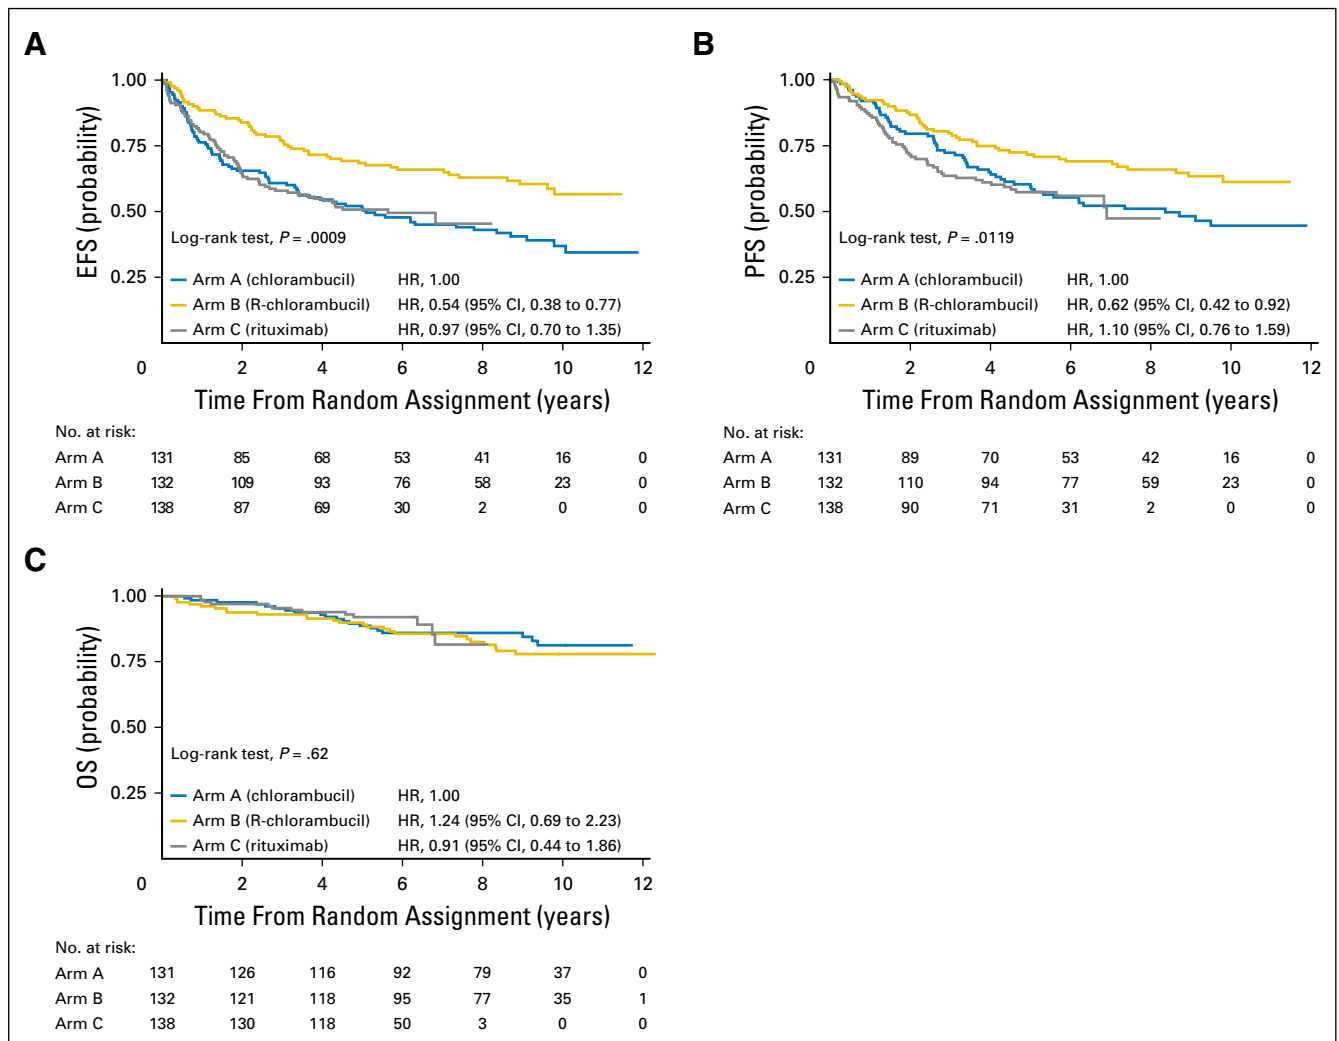 A
EFS (probability)
1.00
0.75
0.50
0.25
Log-rank test, P = .0009
Arm A (chlorambucil) HR, 1.00
Arm B (R-chlorambucil) HR, 0.54 (95% CI, 0.38 to 0.77)
Arm C (rituximab) HR, 0.97 (95% CI, 0.70 to 1.35)
0 2 4 6 8 10 12
Time From Random Assignment (years)
No. at risk:
Arm A 131 85 68 53 41 16 0
Arm B 132 109 93 76 58 23 0
Arm C 138 87 69 30 2 0 0
B
PFS (probability)
1.00
0.75
0.50
0.25
Log-rank test, P = .0119
Arm A (chlorambucil) HR, 1.00
Arm B (R-chlorambucil) HR, 0.62 (95% CI, 0.42 to 0.92)
Arm C (rituximab) HR, 1.10 (95% CI, 0.76 to 1.59)
0 2 4 6 8 10 12
Time From Random Assignment (years)
No. at risk:
Arm A 131 89 70 53 42 16 0
Arm B 132 110 94 77 59 23 0
Arm C 138 90 71 31 2 0 0
C
OS (probability)
1.00
0.75
0.50
0.25
Log-rank test, P = .62
Arm A (chlorambucil) HR, 1.00
Arm B (R-chlorambucil) HR, 1.24 (95% CI, 0.69 to 2.23)
Arm C (rituximab) HR, 0.91 (95% CI, 0.44 to 1.86)
0 2 4 6 8 10 12
Time From Random Assignment (years)
No. at risk:
Arm A 131 126 116 92 79 37 0
Arm B 132 121 118 95 77 35 1
Arm C 138 130 118 50 3 0 0